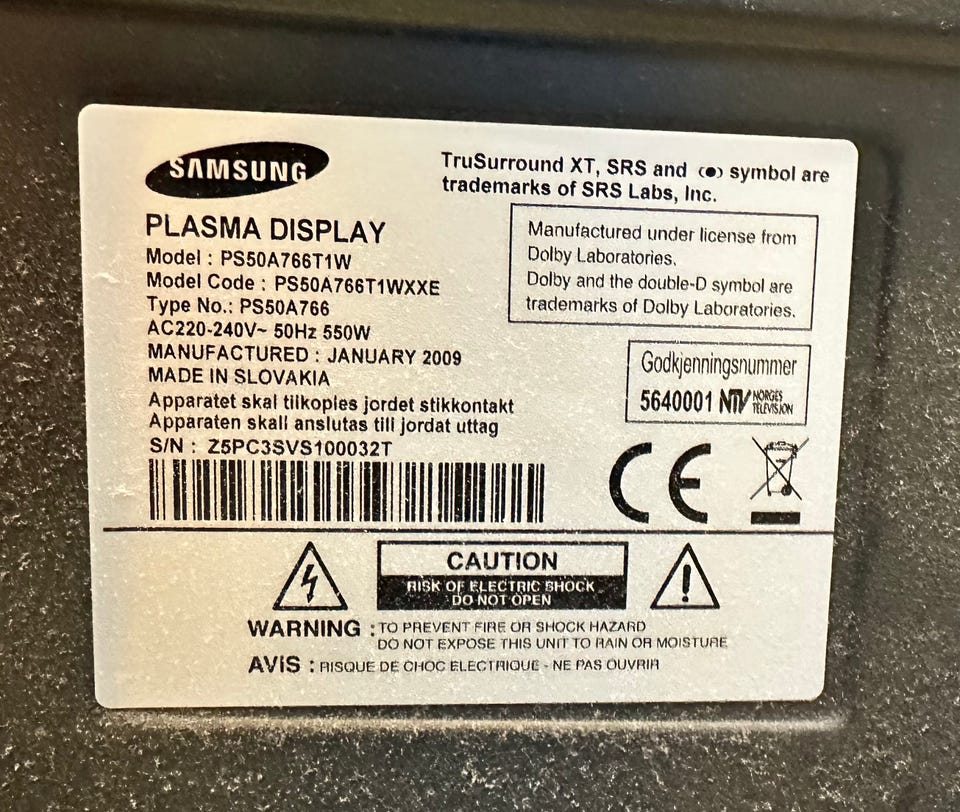 SAMSUNG
TruSurround XT, SRS and (●) symbol are
trademarks of SRS Labs, Inc.
PLASMA DISPLAY
Model : PS50A766T1W
Model Code : PS50A766T1WXXE
Type No.: PS50A766
AC220-240V~ 50Hz 550W
MANUFACTURED : JANUARY 2009
MADE IN SLOVAKIA
Apparatet skal tilkoples jordet stikkontakt
Apparaten skall anslutas till jordat uttag
S/N : Z5PC3SVS100032T
Manufactured under license from
Dolby Laboratories.
Dolby and the double-D symbol are
trademarks of Dolby Laboratories.
Godkjenningsnummer
5640001 NTV NORGES
TELEVISJON
CE
CAUTION
RISK OF ELECTRIC SHOCK
DO NOT OPEN
WARNING : TO PREVENT FIRE OR SHOCK HAZARD
DO NOT EXPOSE THIS UNIT TO RAIN OR MOISTURE
AVIS : RISQUE DE CHOC ELECTRIQUE - NE PAS OUVRIR